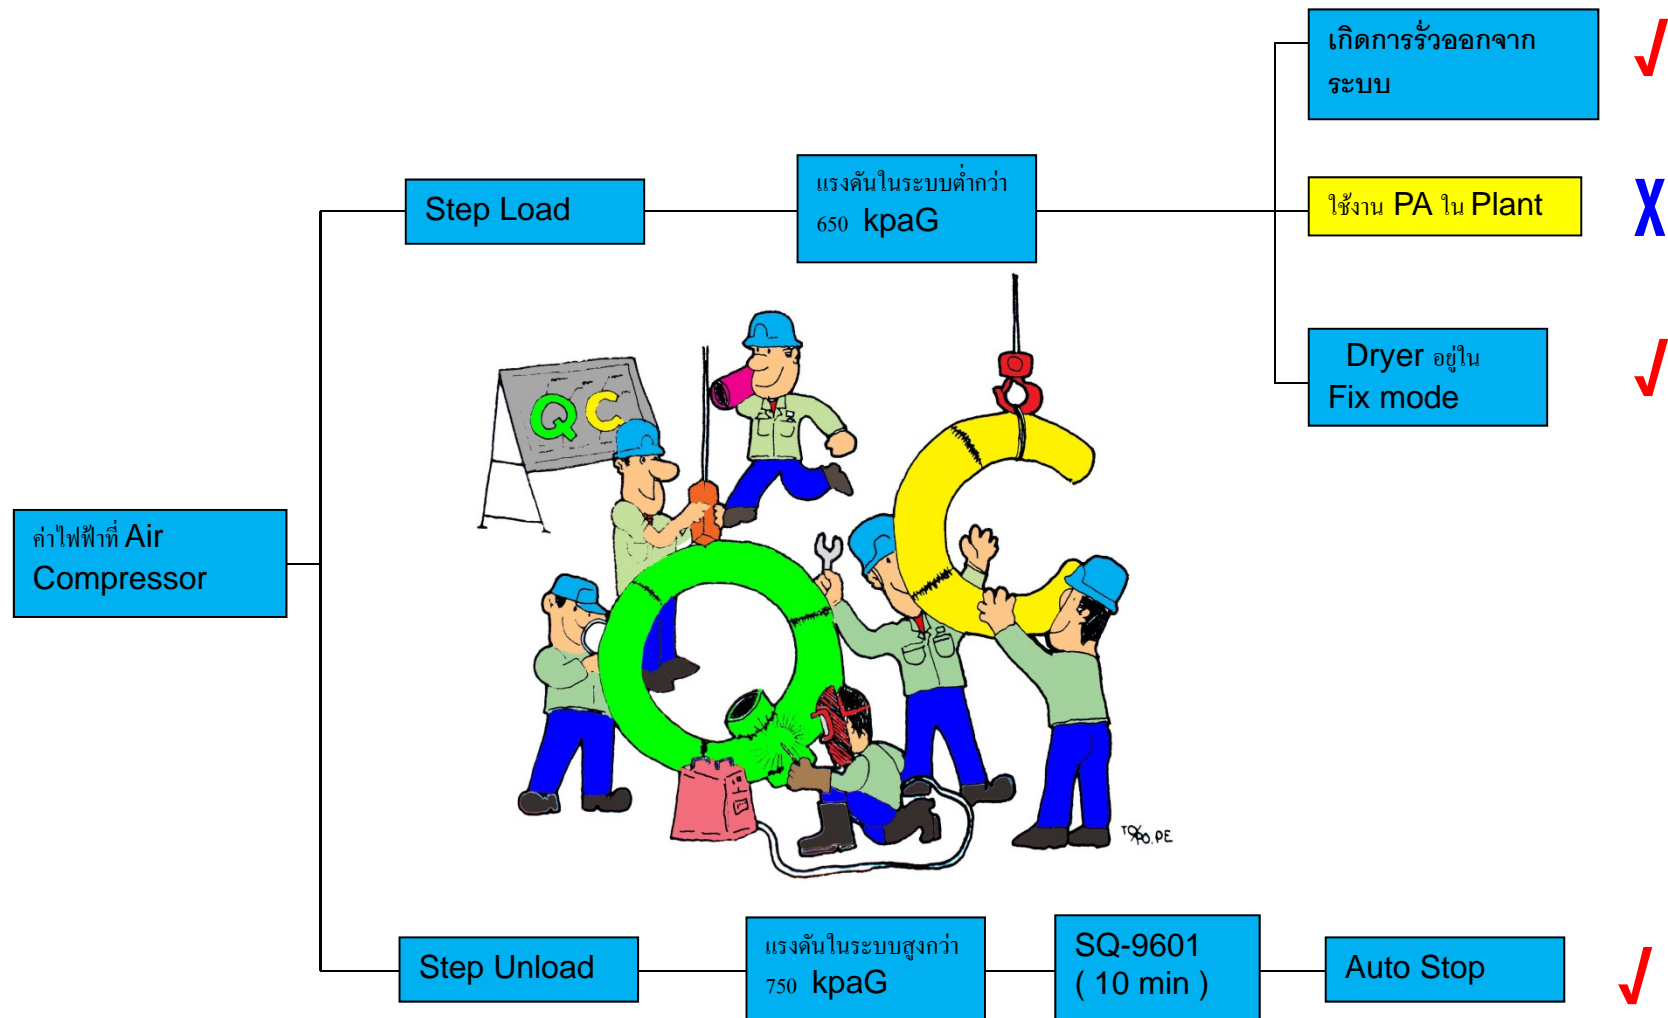 เกิดการรั่วออกจาก
ระบบ
√
Step Load
แรงดันในระบบต่ำกว่า
650 kpaG
ใช้งาน PA ใน Plant
X
Dryer อยู่ใน
Fix mode
√
QC
ค่าไฟฟ้าที่ Air
Compressor
QC
Step Unload
แรงดันในระบบสูงกว่า
750 kpaG
SQ-9601
( 10 min )
Auto Stop
√